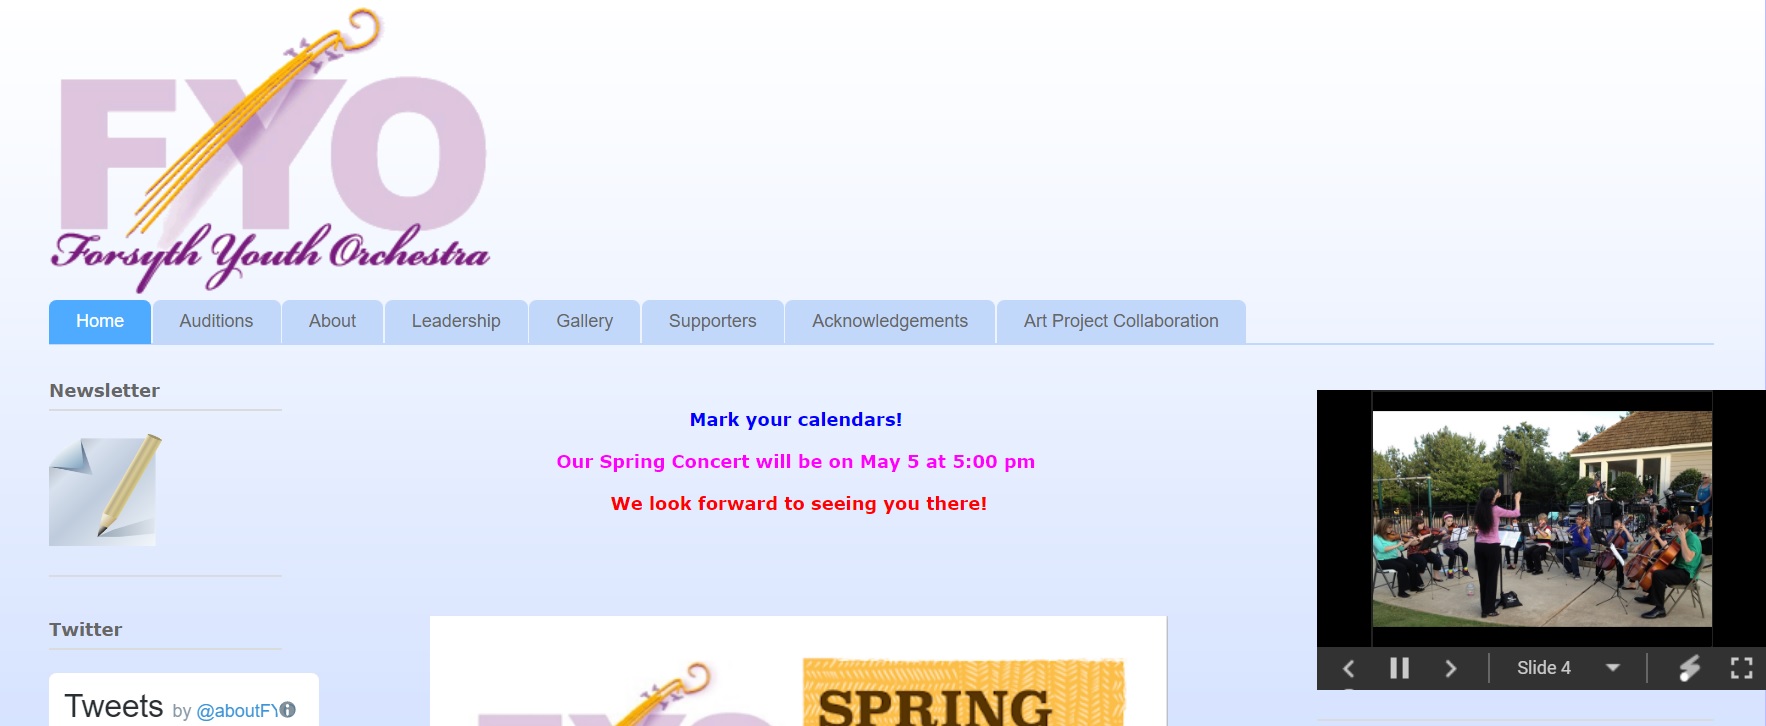 FYO
Forsyth Youth Orchestra
Home Auditions About Leadership Gallery Supporters Acknowledgements Art Project Collaboration
Newsletter
Mark your calendars!
Our Spring Concert will be on May 5 at 5:00 pm
We look forward to seeing you there!
Twitter
Tweets by @aboutFY
FYO
SPRING
Slide 4